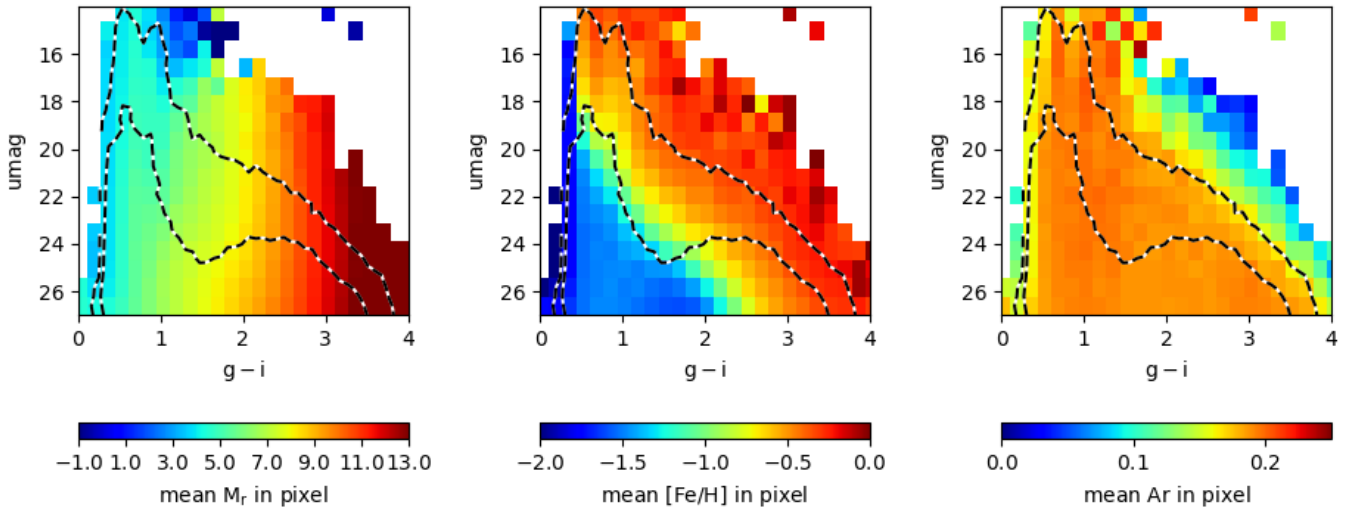 16
18
20
22
24
26
umag
0 1 2 3 4
g − i
−1.0 1.0 3.0 5.0 7.0 9.0 11.0 13.0
mean Mr in pixel
16
18
20
22
24
26
umag
0 1 2 3 4
g − i
−2.0 −1.5 −1.0 −0.5 0.0
mean [Fe/H] in pixel
16
18
20
22
24
26
umag
0 1 2 3 4
g − i
0.0 0.1 0.2
mean Ar in pixel